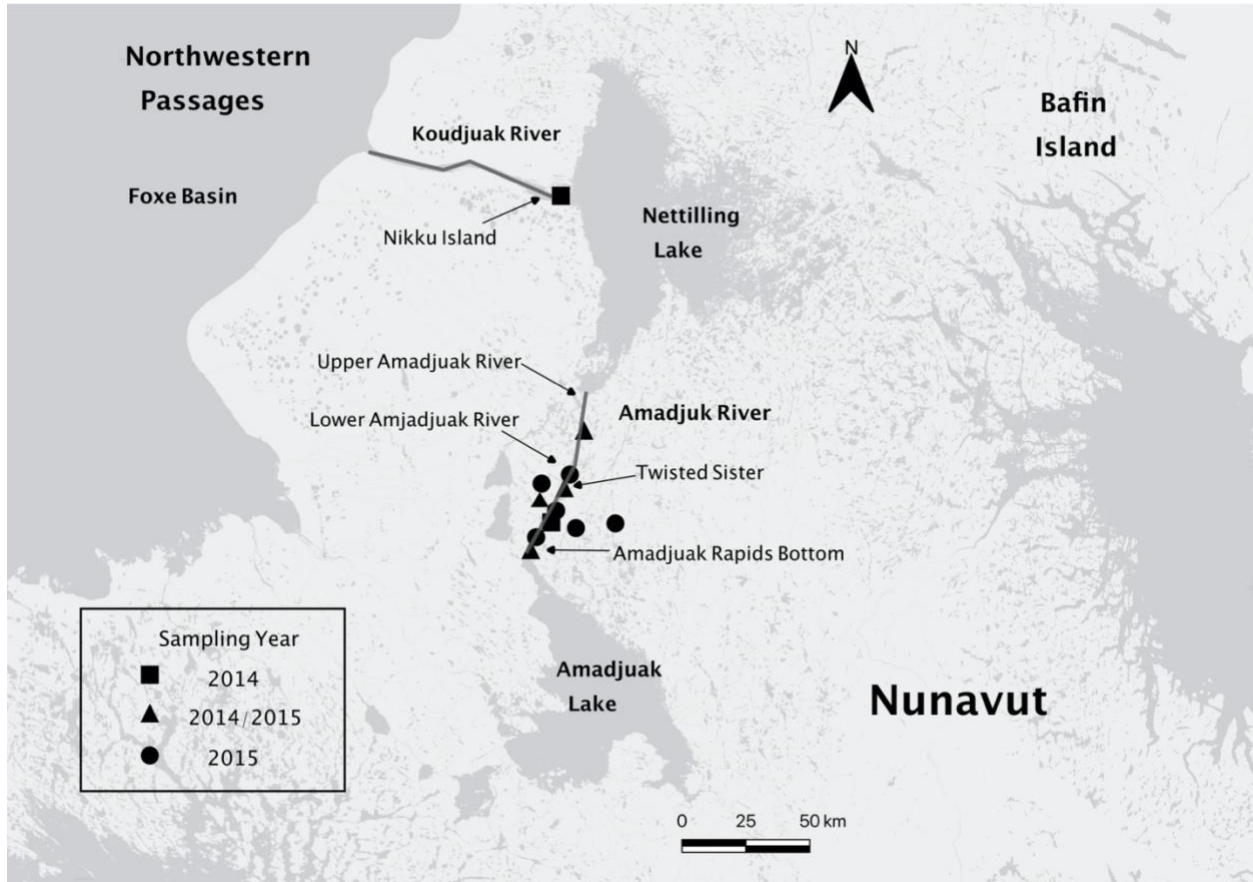 Northwestern
Passages
Koudjuak River
Foxe Basin
Nikku Island
N
Bafin
Island
Nettilling
Lake
Upper Amadjuak River
Lower Amjadjuak River
Amadjuk River
Twisted Sister
Amadjuak Rapids Bottom
Amadjuak
Lake
Nunavut
Sampling Year
2014
2014/2015
2015
0 25 50 km